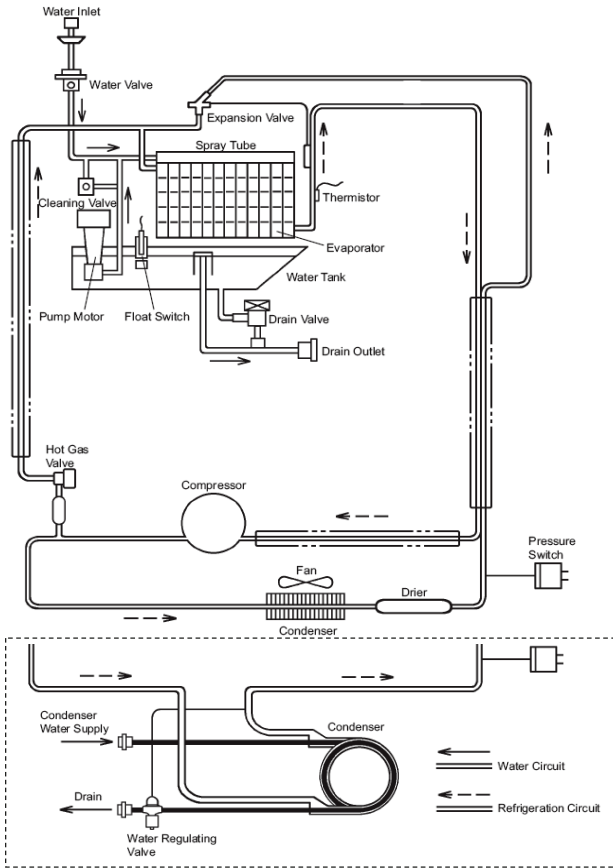 Water Inlet
Water Valve
Expansion Valve
Spray Tube
Cleaning Valve
Thermistor
Evaporator
Water Tank
Pump Motor
Float Switch
Drain Valve
Drain Outlet
Hot Gas
Valve
Compressor
Pressure
Switch
Fan
Drier
Condenser
Condenser
Water Supply
Condenser
Drain
Water Circuit
Refrigeration Circuit
Water Regulating
Valve